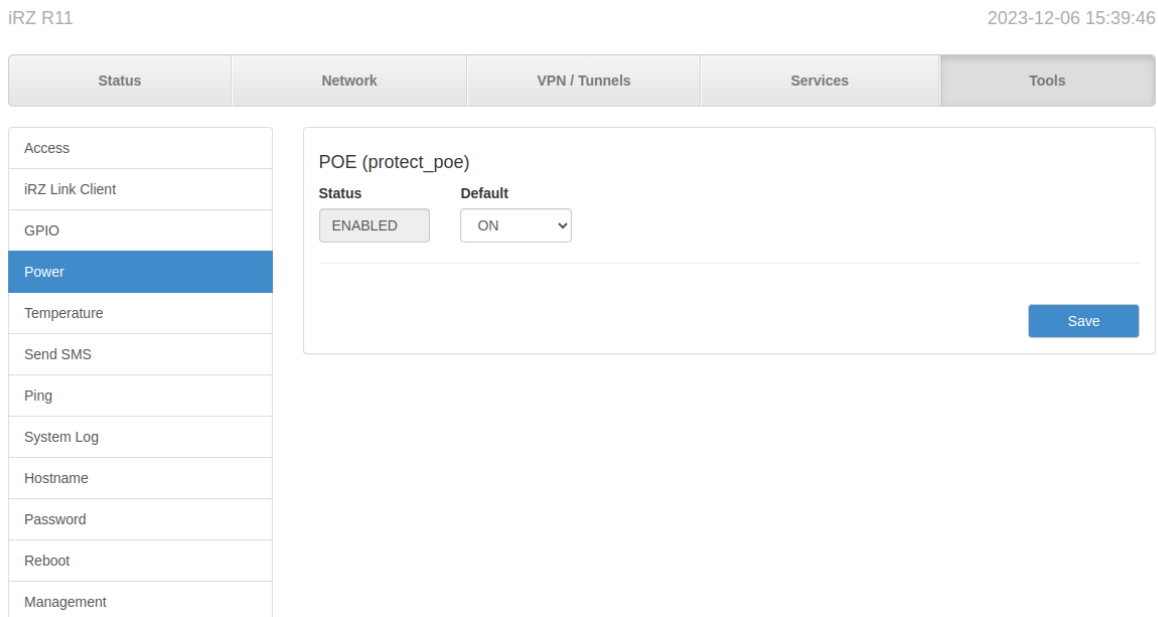 iRZ R11
2023-12-06 15:39:46
Status
Network
VPN / Tunnels
Services
Tools
Access
iRZ Link Client
GPIO
Power
Temperature
Send SMS
Ping
System Log
Hostname
Password
Reboot
Management
POE (protect_poe)
Status
Default
ENABLED
ON
Save